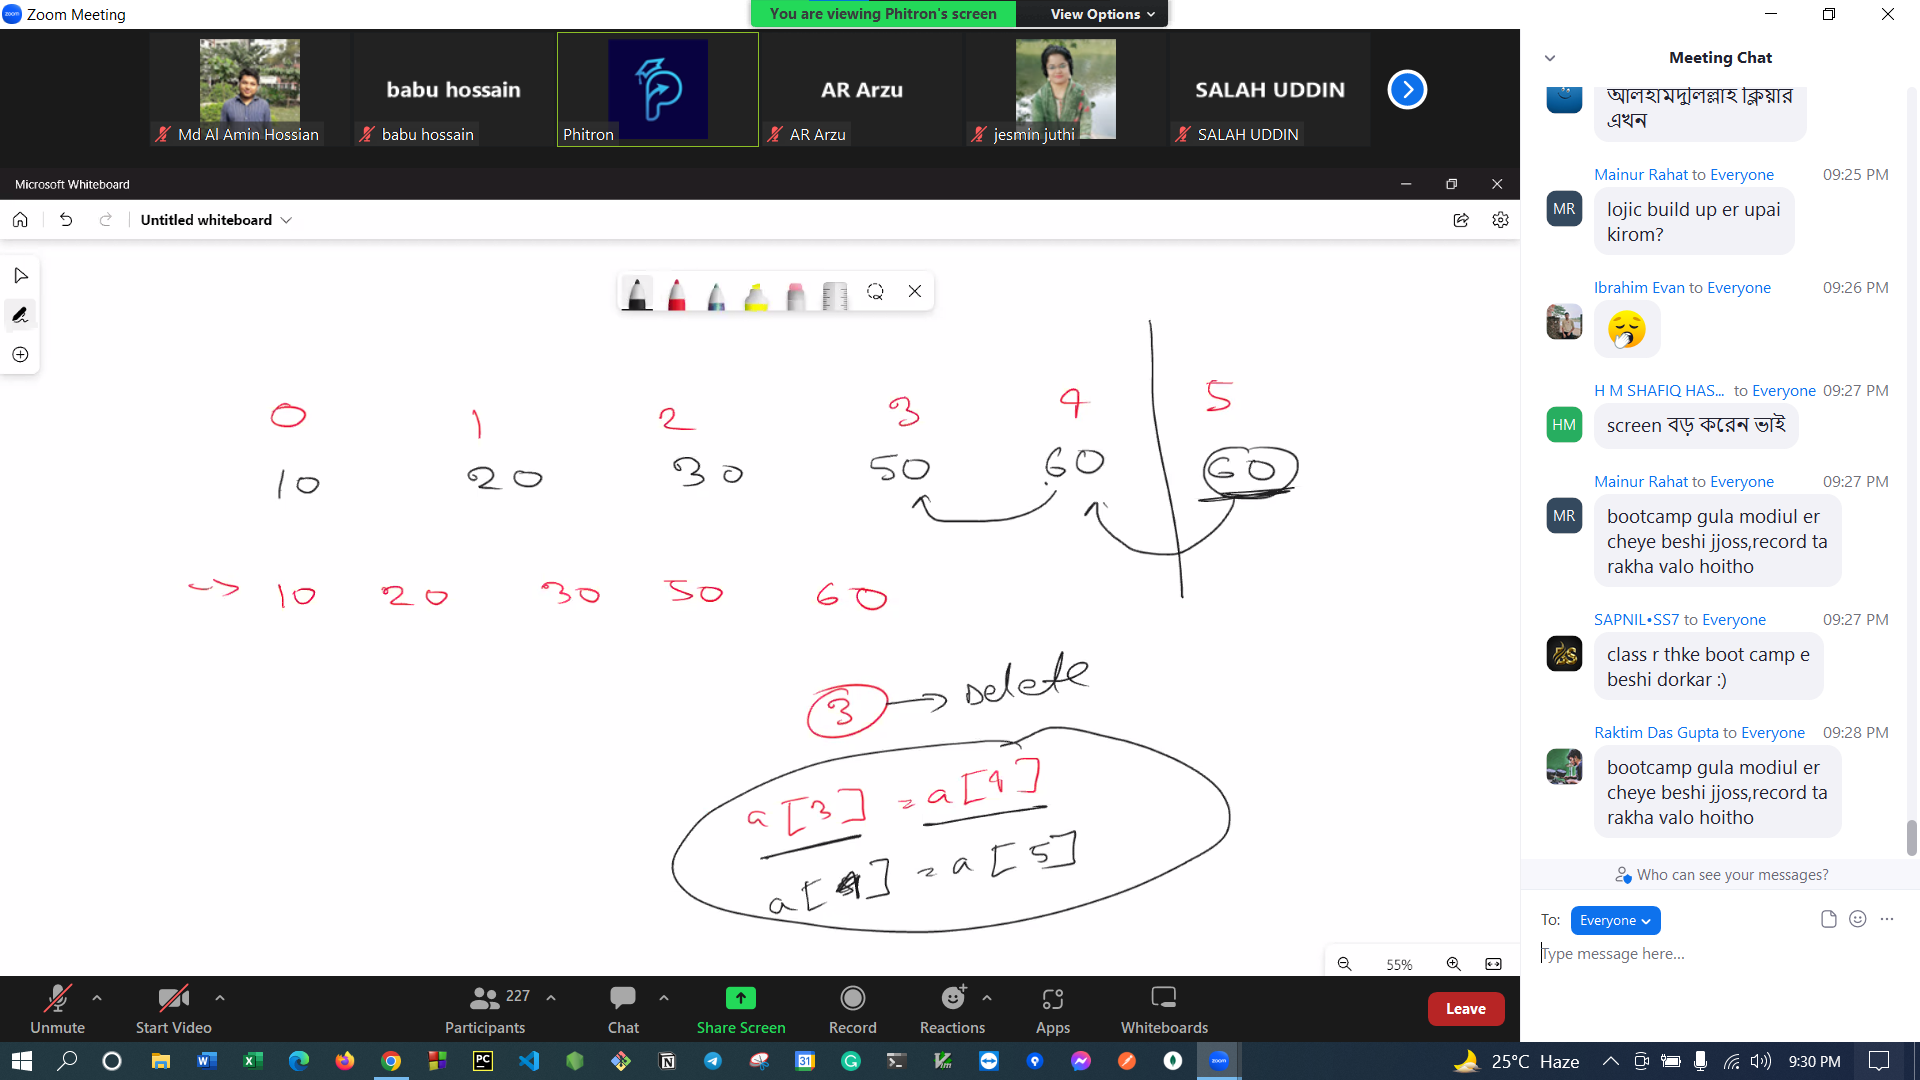 Zoom Meeting
You are viewing Phitron's screen
View Options
babu hossain
AR Arzu
SALAH UDDIN
Md Al Amin Hossian
babu hossain
Phitron
AR Arzu
jesmin juthi
SALAH UDDIN
Microsoft Whiteboard
Untitled whiteboard
0 1 2 3 4 5
10 20 30 50 60 60
-> 10 20 30 50 60
3 -> Delete
a[3] = a[4]
a[4] = a[5]
55%
Meeting Chat
আলহামদুলিল্লাহ ক্লিয়ার
এখন
Mainur Rahat to Everyone 09:25 PM
MR
lojic build up er upai
kirom?
Ibrahim Evan to Everyone 09:26 PM
H M SHAFIQ HAS... to Everyone 09:27 PM
HM
screen বড় করেন ভাই
Mainur Rahat to Everyone 09:27 PM
MR
bootcamp gula modiul er
cheye beshi jjoss,record ta
rakha valo hoitho
SAPNIL•SS7 to Everyone 09:27 PM
class r thke boot camp e
beshi dorkar :)
Raktim Das Gupta to Everyone 09:28 PM
bootcamp gula modiul er
cheye beshi jjoss,record ta
rakha valo hoitho
Who can see your messages?
To: Everyone
Type message here...
Unmute
Start Video
Participants 227
Chat
Share Screen
Record
Reactions
Apps
Whiteboards
Leave
25°C Haze
9:30 PM